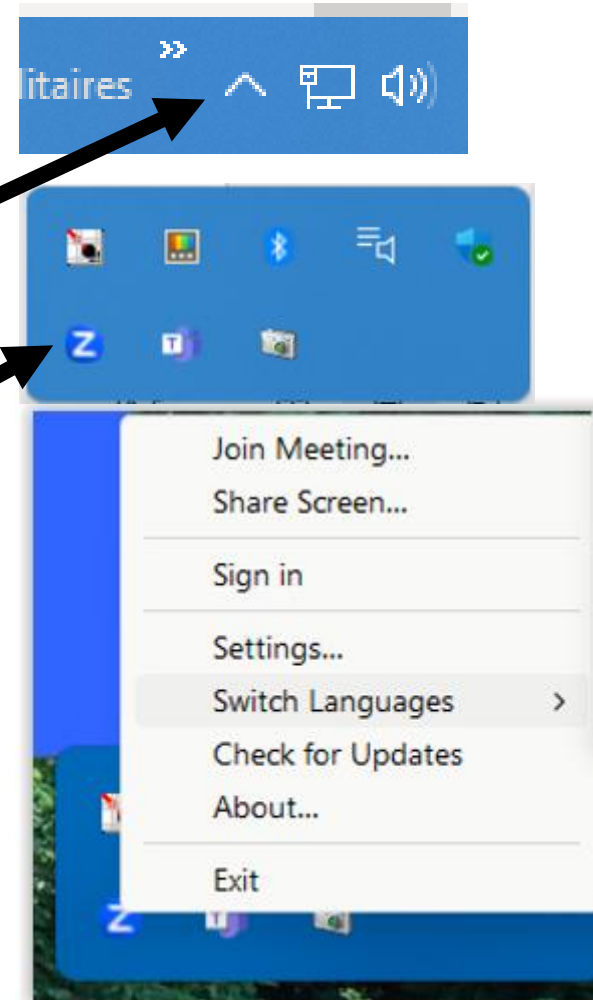 litaires
Join Meeting...
Share Screen...
Sign in
Settings...
Switch Languages
Check for Updates
About...
Exit